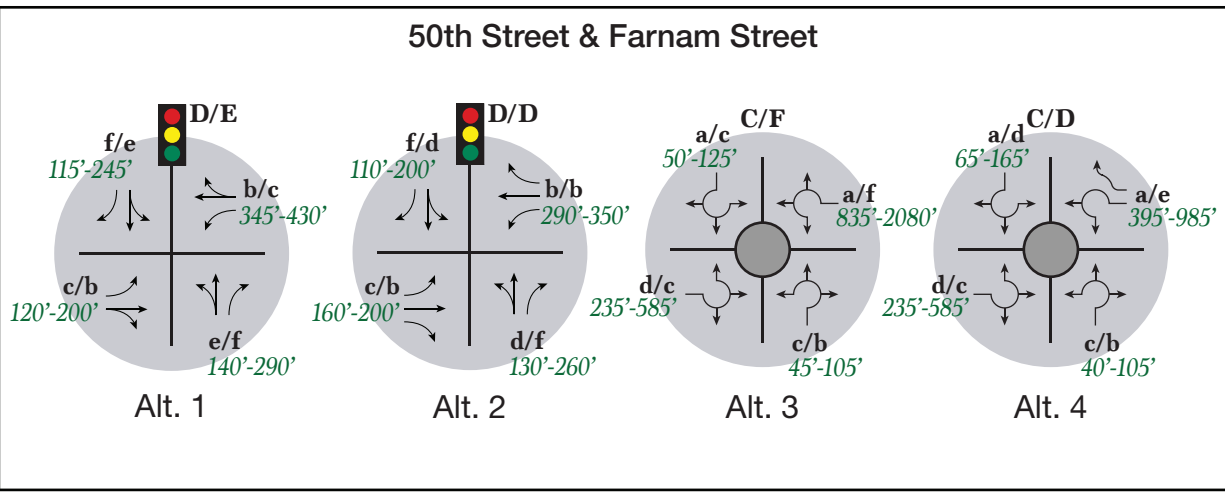 50th Street & Farnam Street
D/E
f/e
115’-245’
b/c
345’-430’
c/b
120’-200’
e/f
140’-290’
Alt. 1
D/D
f/d
110’-200’
b/b
290’-350’
c/b
160’-200’
d/f
130’-260’
Alt. 2
C/F
a/c
50’-125’
a/f
835’-2080’
d/c
235’-585’
c/b
45’-105’
Alt. 3
C/D
a/d
65’-165’
a/e
395’-985’
d/c
235’-585’
c/b
40’-105’
Alt. 4